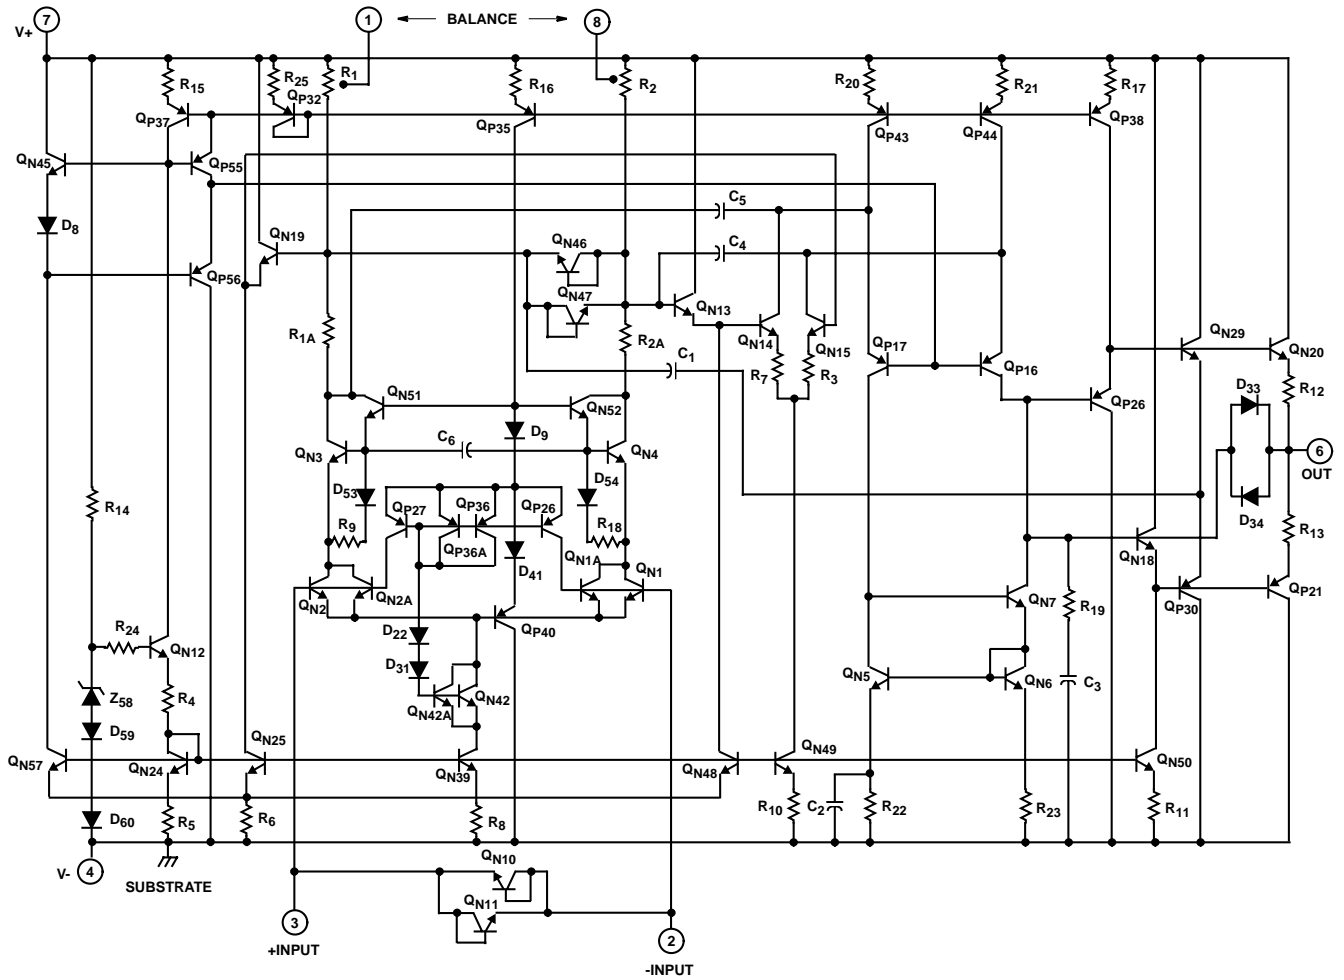 7
V+
1
BALANCE
8
R15
R25
QP32
R1
R16
R2
R20
R21
R17
QP37
QP35
QP43
QP44
QP38
QN45
QP55
D8
QN19
QP56
C5
QN46
C4
QN47
QN13
R1A
R2A
C1
QN14
QN15
R7
R3
QP17
QP16
QN29
QN20
R12
QP26
D33
D34
6
OUT
QN51
QN52
D9
QN3
C6
QN4
D53
D54
QP27
QP36
QP26
R9
QP36A
R18
R14
QN1A
QN1
D41
QN2
QN2A
QN18
R13
QP30
QP21
QN7
R19
R24
QN12
D22
QP40
D31
Z58
R4
QN42
QN42A
QN5
QN6
C3
D59
QN25
QN49
QN57
QN24
QN39
QN48
QN50
D60
R5
R6
R8
R10
C2
R22
R23
R11
V-
4
SUBSTRATE
QN10
QN11
3
+INPUT
2
-INPUT